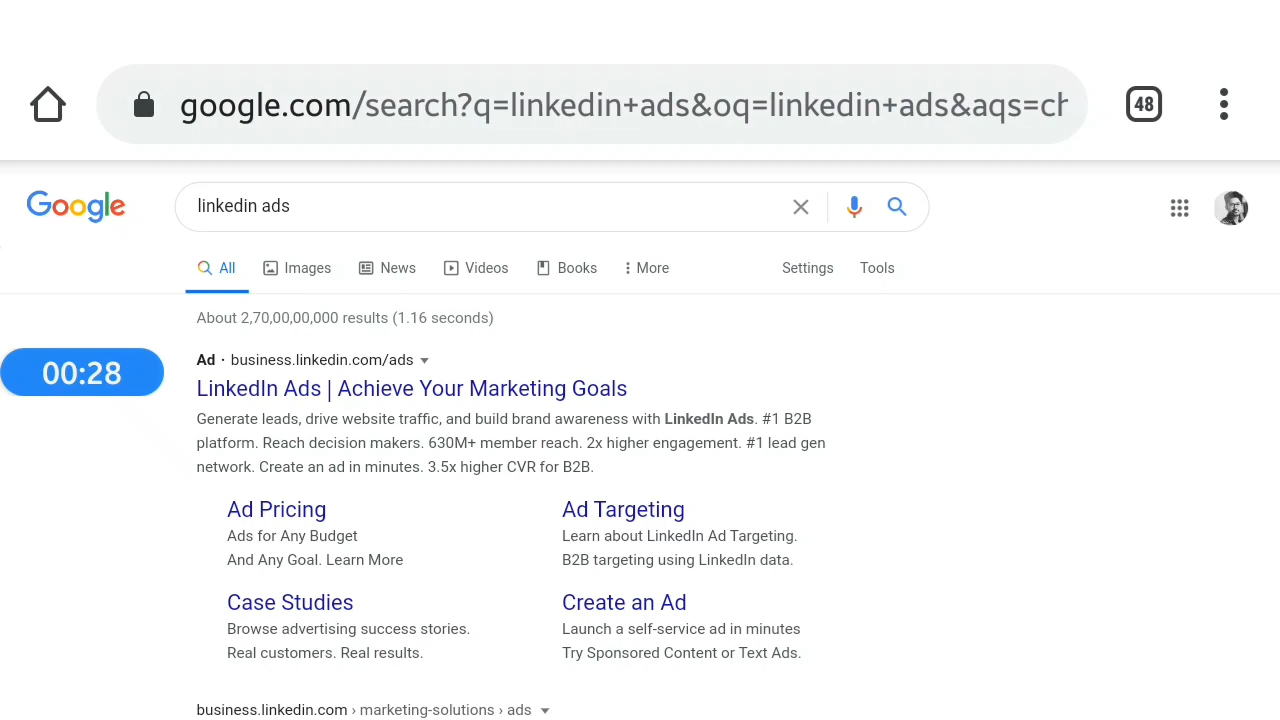 google.com/search?q=linkedin+ads&oq=linkedin+ads&aqs=ch
48
Google
linkedin ads
All Images News Videos Books More Settings Tools
About 2,70,00,00,000 results (1.16 seconds)
00:28
Ad · business.linkedin.com/ads
LinkedIn Ads | Achieve Your Marketing Goals
Generate leads, drive website traffic, and build brand awareness with LinkedIn Ads. #1 B2B
platform. Reach decision makers. 630M+ member reach. 2x higher engagement. #1 lead gen
network. Create an ad in minutes. 3.5x higher CVR for B2B.
Ad Pricing
Ads for Any Budget
And Any Goal. Learn More
Ad Targeting
Learn about LinkedIn Ad Targeting.
B2B targeting using LinkedIn data.
Case Studies
Browse advertising success stories.
Real customers. Real results.
Create an Ad
Launch a self-service ad in minutes
Try Sponsored Content or Text Ads.
business.linkedin.com › marketing-solutions › ads